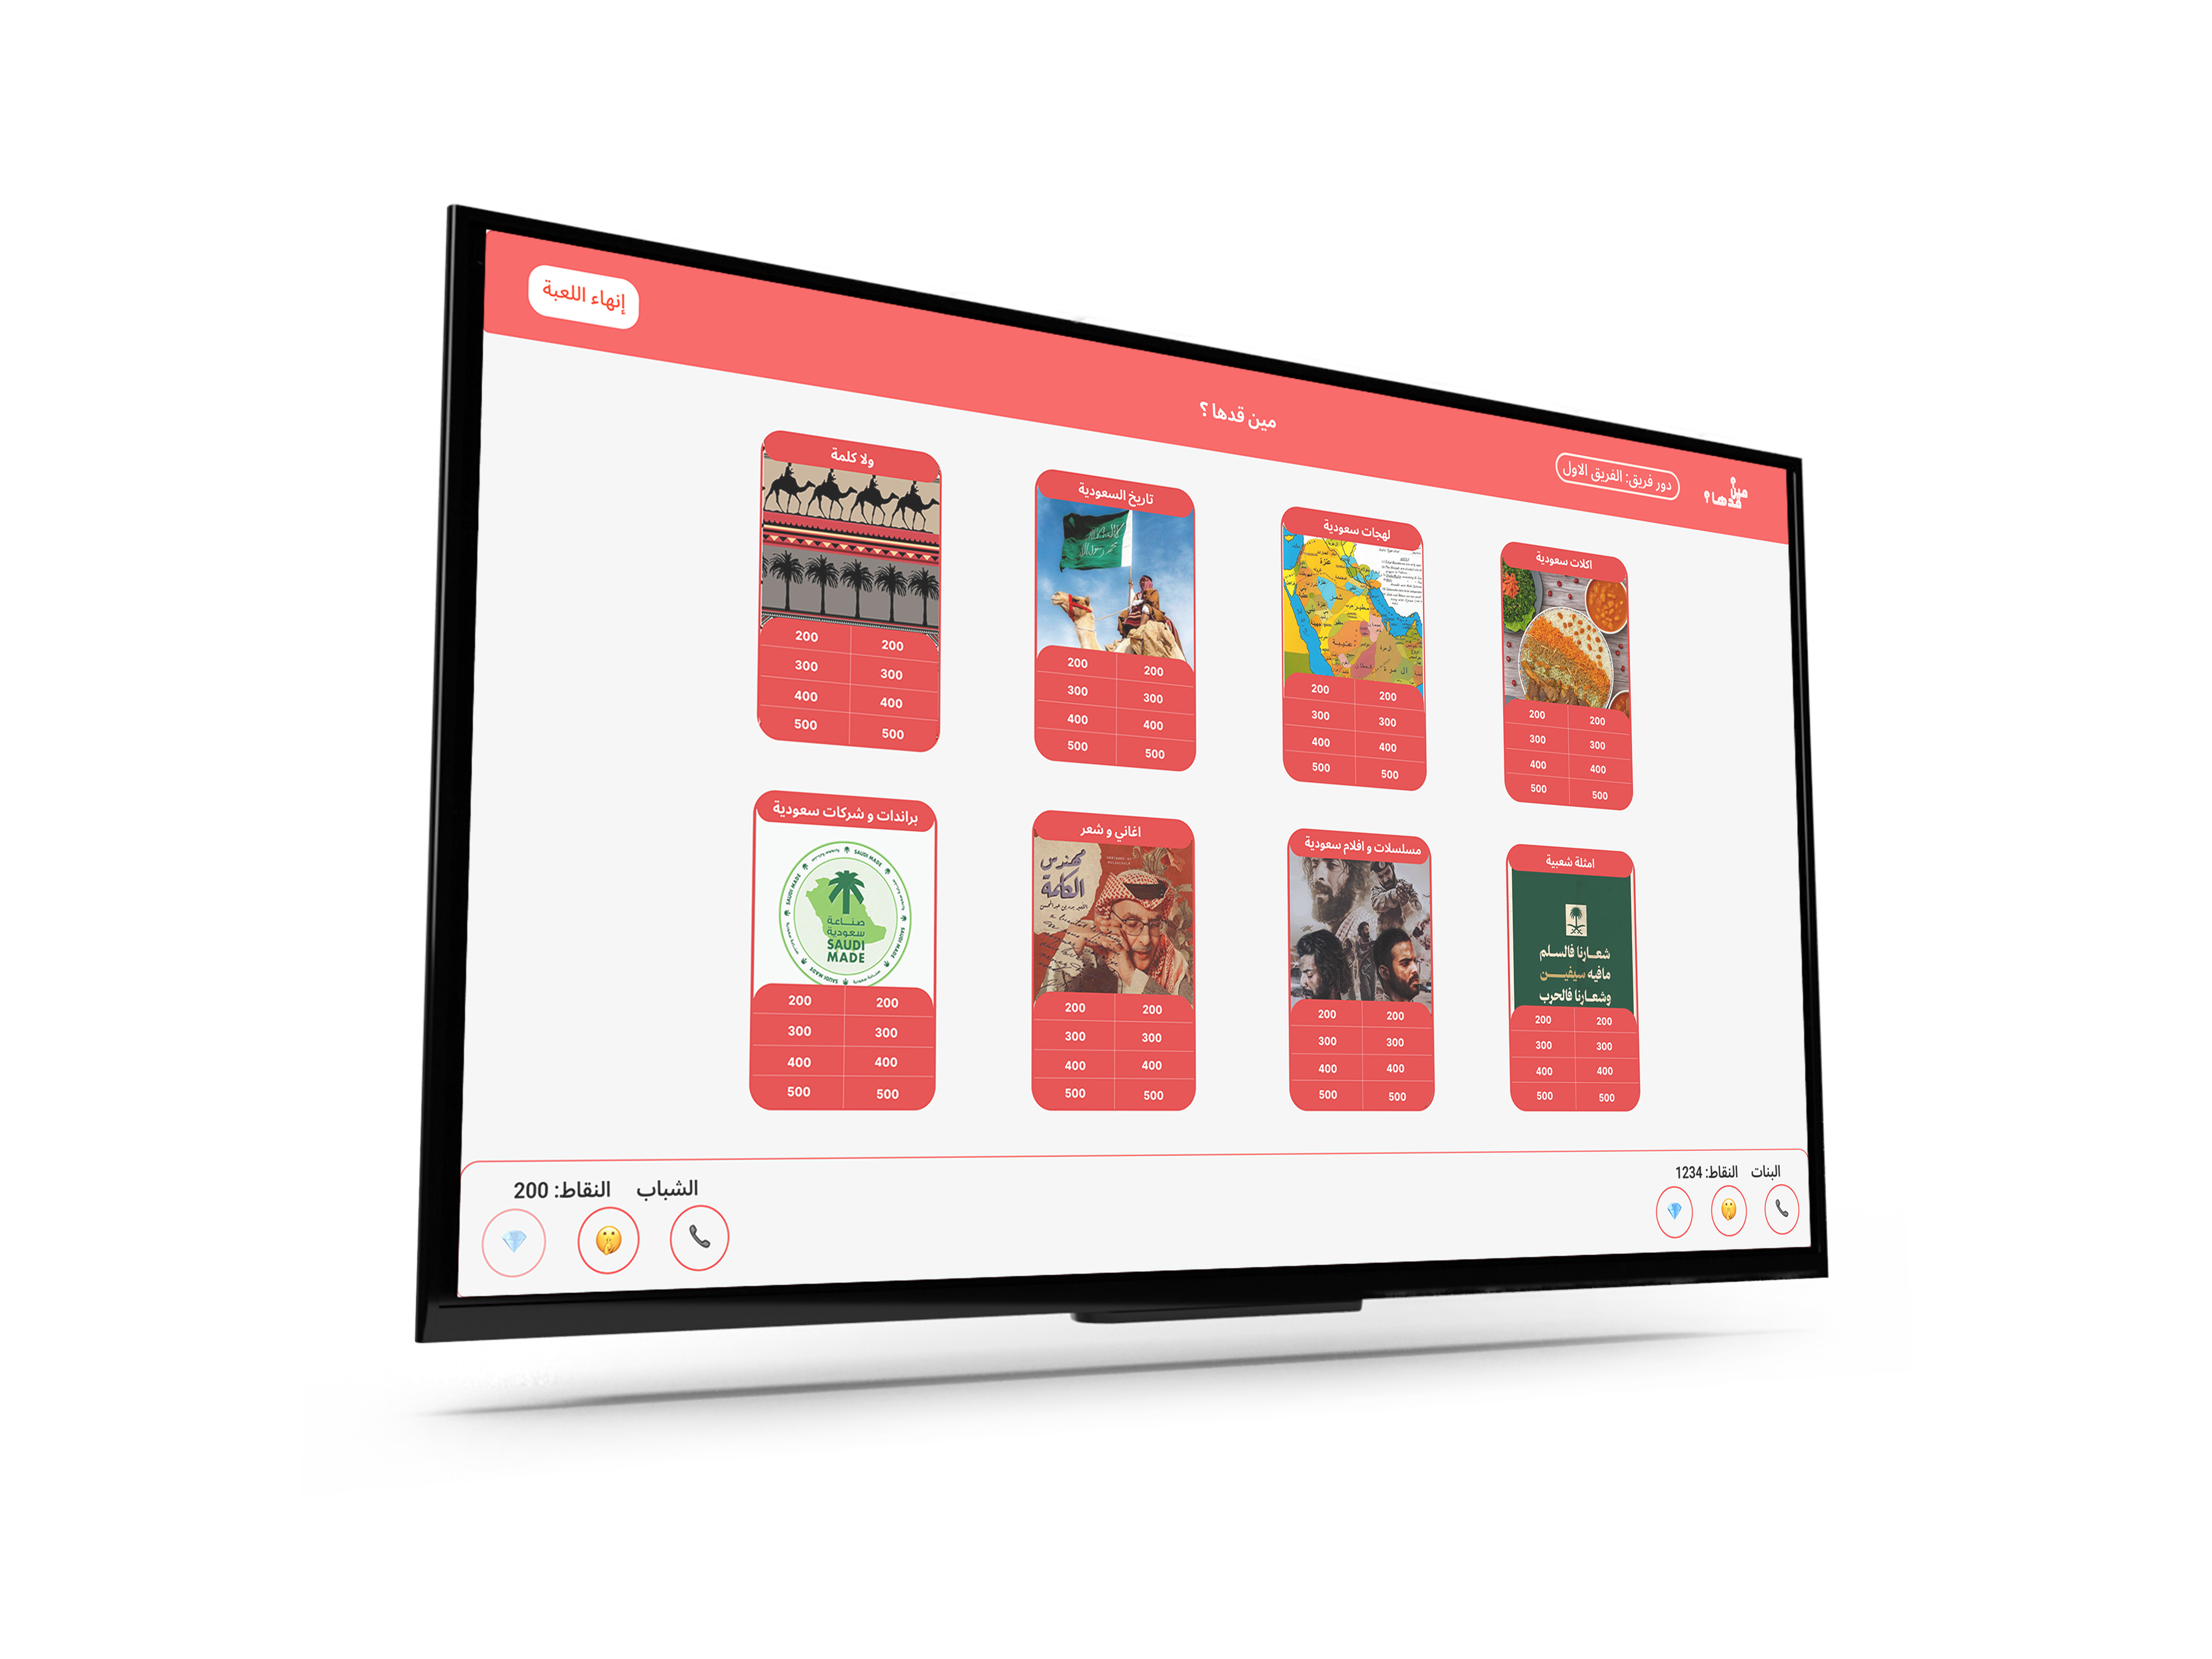 إنهاء اللعبة
مين قدها ؟
دور فريق: الفريق الاول
مين قدها؟
اكلات سعودية
200 200
300 300
400 400
500 500
لهجات سعودية
200 200
300 300
400 400
500 500
تاريخ السعودية
200 200
300 300
400 400
500 500
ولا كلمة
200 200
300 300
400 400
500 500
امثلة شعبية
شعارنا فالسلم
مافيه سيفين
وشعارنا فالحرب
200 200
300 300
400 400
500 500
مسلسلات و افلام سعودية
200 200
300 300
400 400
500 500
اغاني و شعر
مهندس
الكلمة
200 200
300 300
400 400
500 500
براندات و شركات سعودية
SAUDI MADE
صناعة
سعودية
SAUDI
MADE
200 200
300 300
400 400
500 500
البنات النقاط: 1234
الشباب النقاط: 200